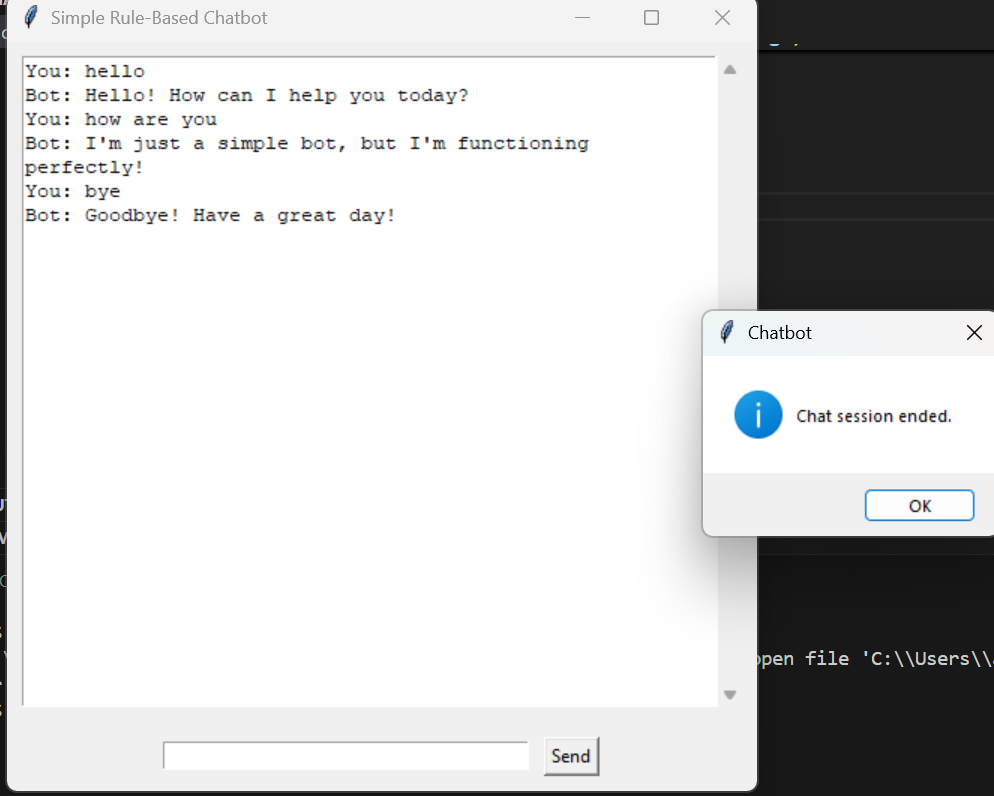 Simple Rule-Based Chatbot
You: hello
Bot: Hello! How can I help you today?
You: how are you
Bot: I'm just a simple bot, but I'm functioning
perfectly!
You: bye
Bot: Goodbye! Have a great day!
Chatbot
Chat session ended.
OK
open file 'C:\\Users\\
Send